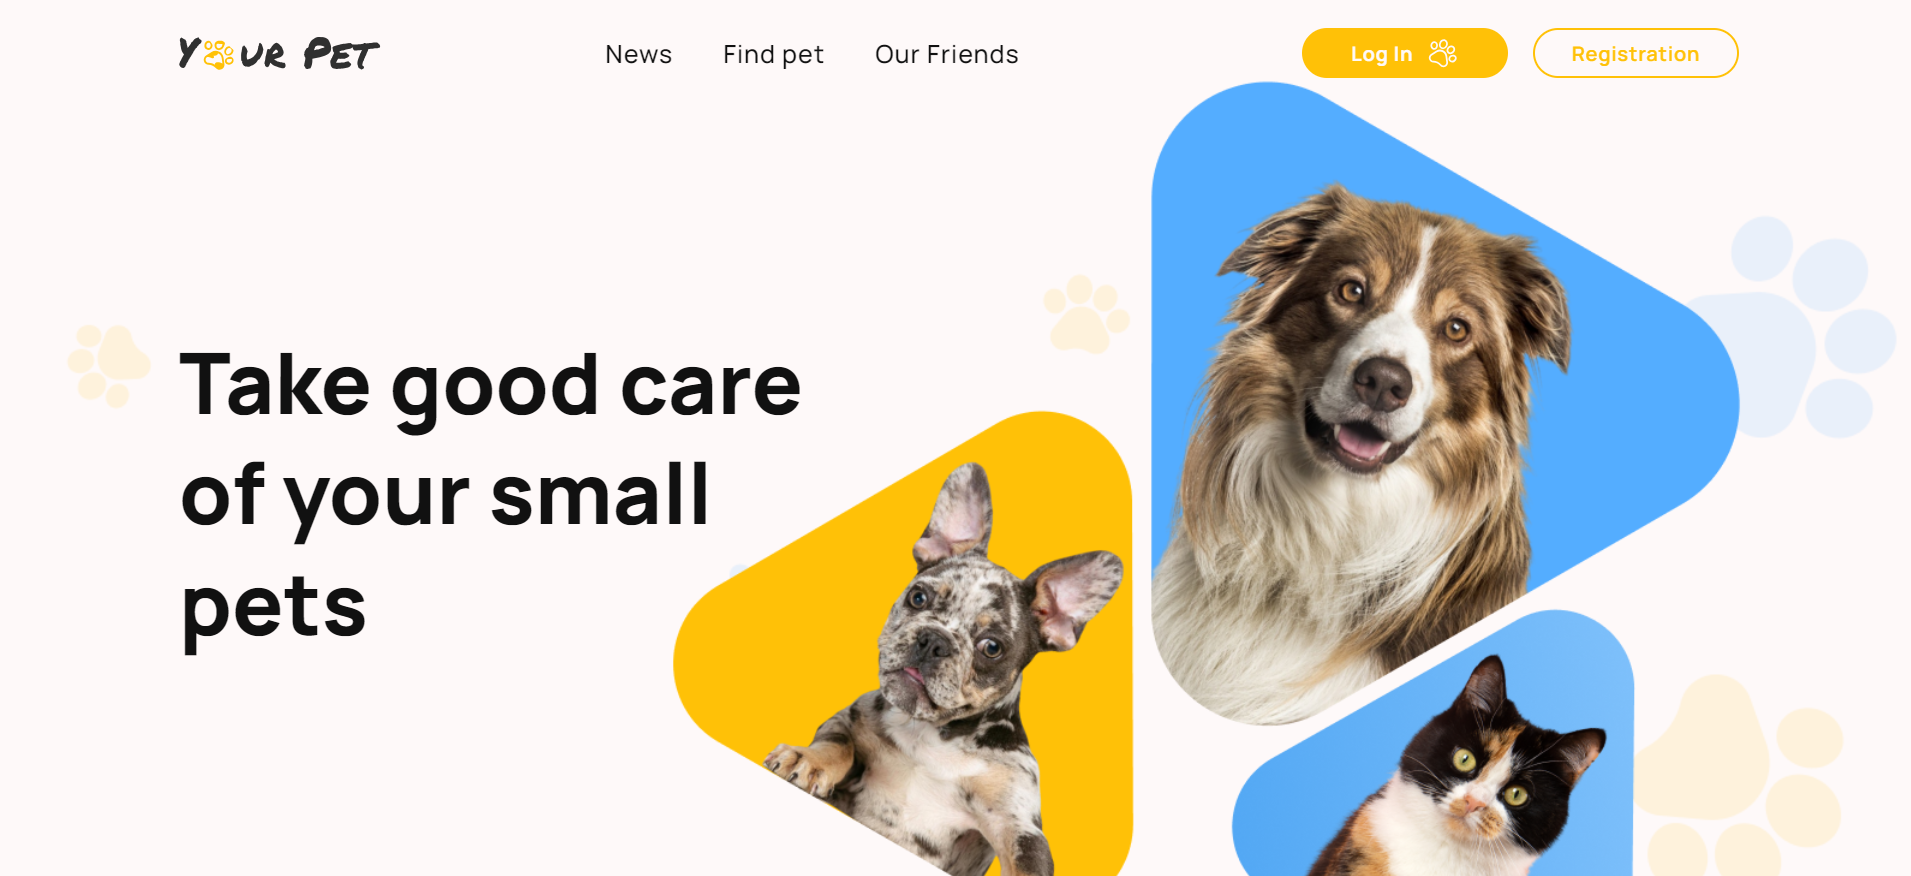 Your Pet
News
Find pet
Our Friends
Log In
Registration
Take good care
of your small
pets